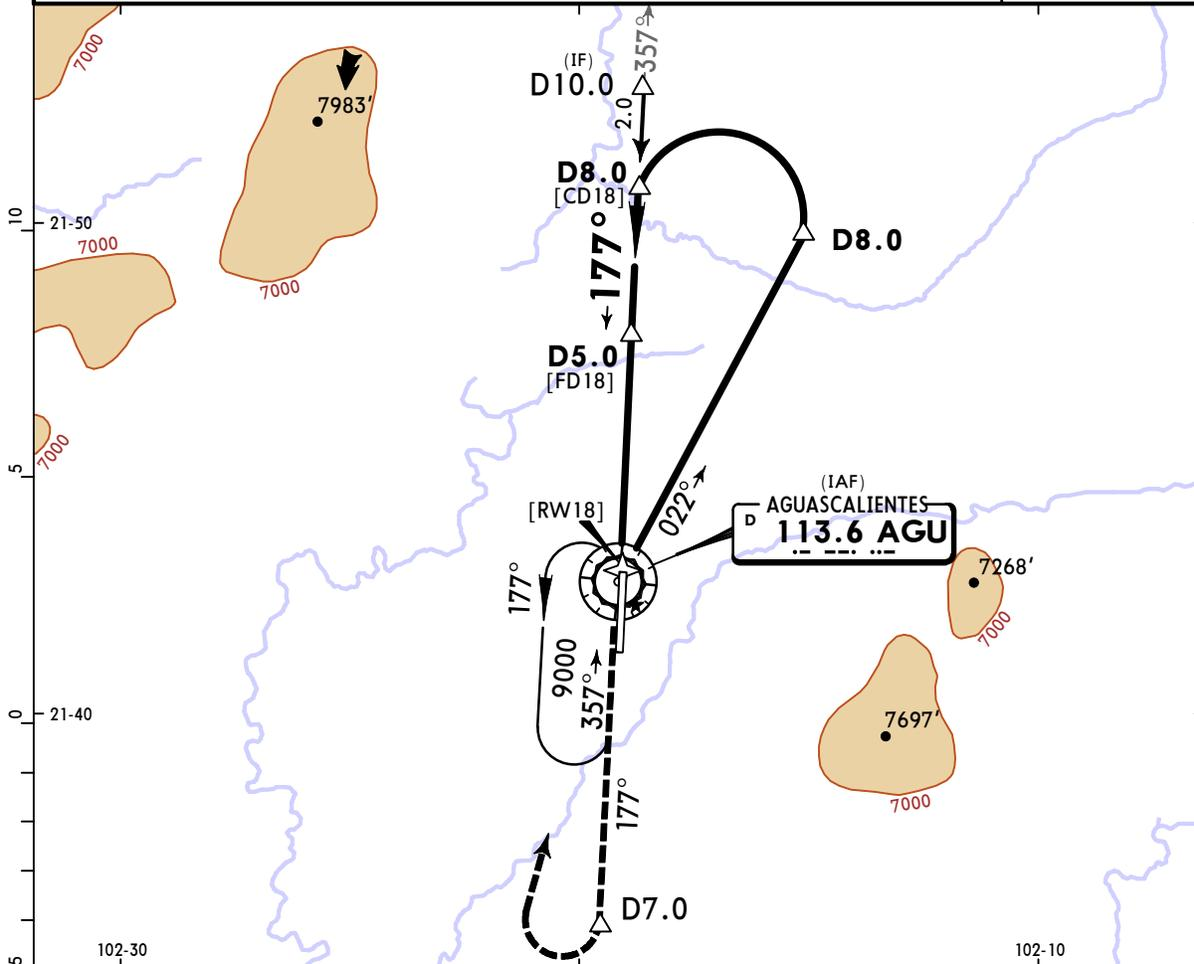 7000
357°
(IF)
D10.0
2.0
7983'
D8.0
[CD18]
177°
10
21-50
7000
7000
D8.0
D5.0
[FD18]
7000
5
022°
(IAF)
AGUASCALIENTES
D 113.6 AGU
[RW18]
177°
7268'
7000
9000
357°
0
21-40
7697'
7000
177°
D7.0
5
102-30
102-10